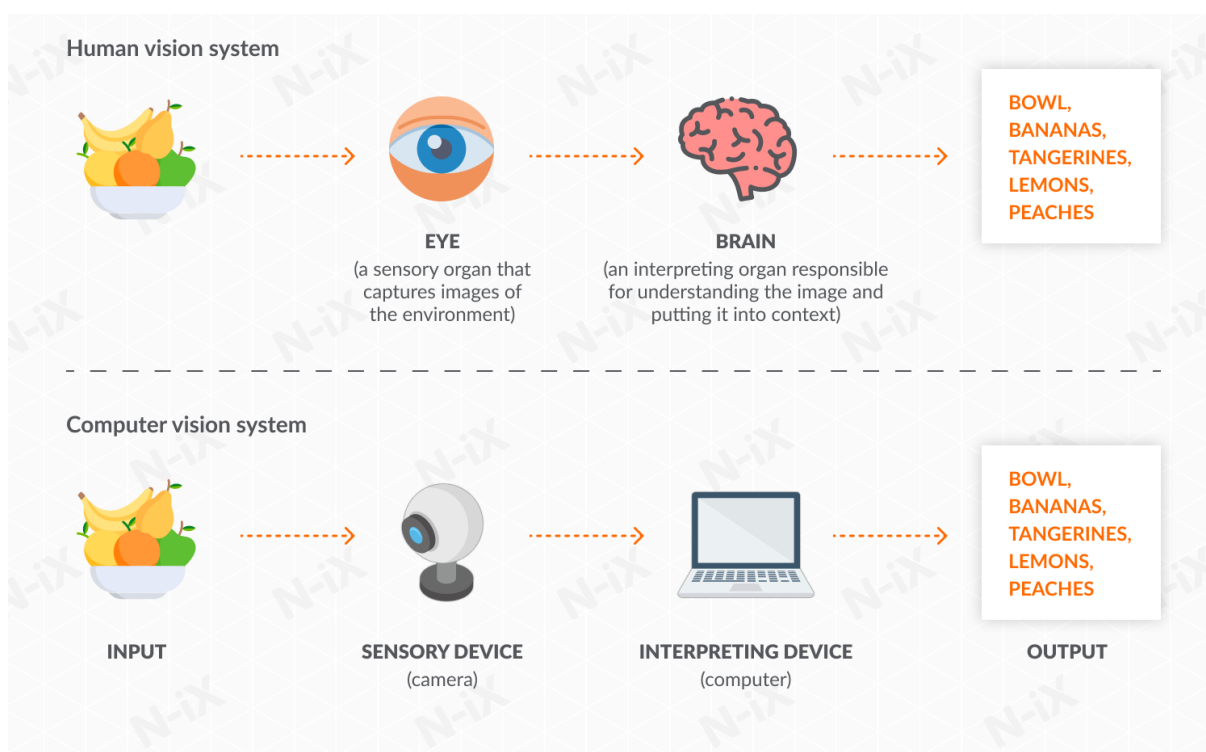 Human vision system
BOWL,
BANANAS,
TANGERINES,
LEMONS,
PEACHES
EYE
(a sensory organ that
captures images of
the environment)
BRAIN
(an interpreting organ responsible
for understanding the image and
putting it into context)
Computer vision system
BOWL,
BANANAS,
TANGERINES,
LEMONS,
PEACHES
INPUT
SENSORY DEVICE
(camera)
INTERPRETING DEVICE
(computer)
OUTPUT
N-iX